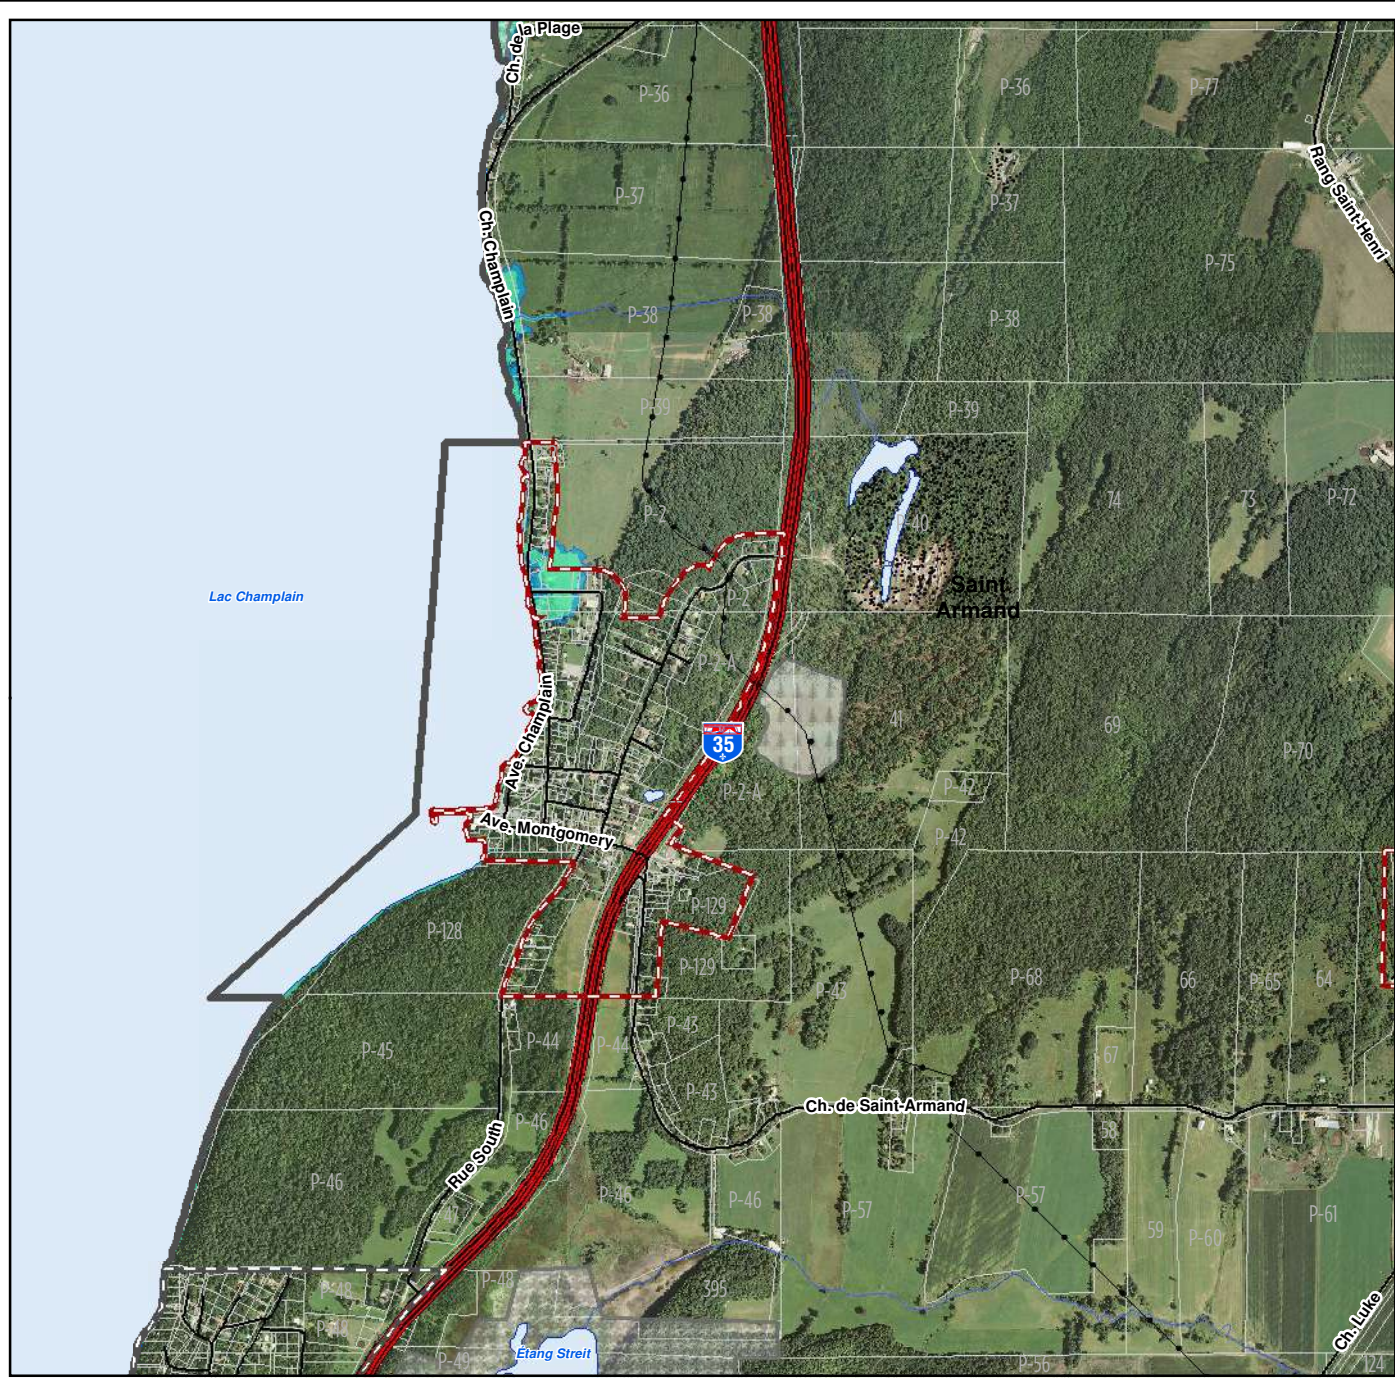 Ch. de la Plage
P-36
P-36
P-77
Rang Saint-Henri
P-37
P-37
Ch. Champlain
P-75
P-38
P-38
P-38
P-39
P-39
P-2
P-40
74
73
P-72
Lac Champlain
Saint
Armand
P-2
P-2-A
Ave. Champlain
35
41
69
P-70
P-2-A
P-42
P-42
Ave. Montgomery
P-129
P-128
P-129
P-43
P-68
66
P-65
64
P-43
P-44
P-44
P-45
67
P-43
Ch. de Saint-Armand
P-46
58
Rue South
P-46
P-46
P-46
P-57
P-57
59
P-60
P-61
47
P-48
P-48
395
Étang Streit
P-49
P-56
Ch. Luke
124